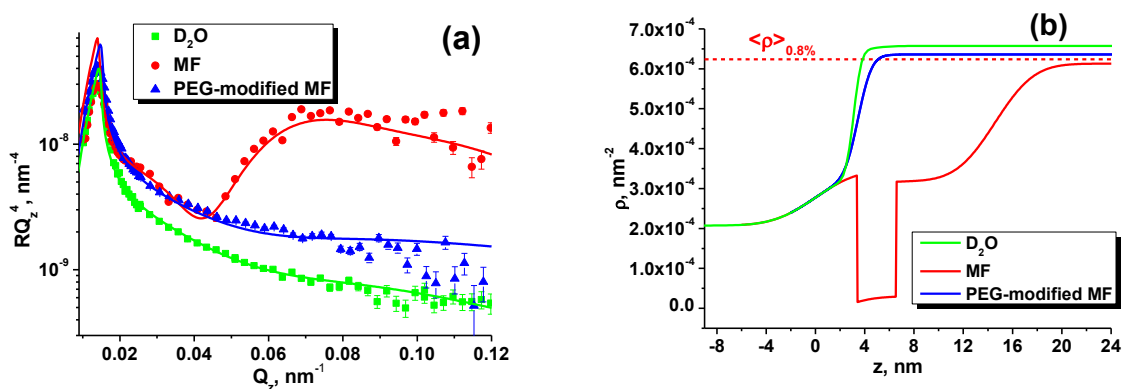 (a)
D₂O
MF
PEG-modified MF
RQ_z⁴, nm⁻⁴
10⁻⁸
10⁻⁹
0.02 0.04 0.06 0.08 0.10 0.12
Q_z, nm⁻¹
(b)
<ρ>0.8%
ρ, nm⁻²
7.0x10⁻⁴
6.0x10⁻⁴
5.0x10⁻⁴
4.0x10⁻⁴
3.0x10⁻⁴
2.0x10⁻⁴
1.0x10⁻⁴
0.0
D₂O
MF
PEG-modified MF
-8 -4 0 4 8 12 16 20 24
z, nm